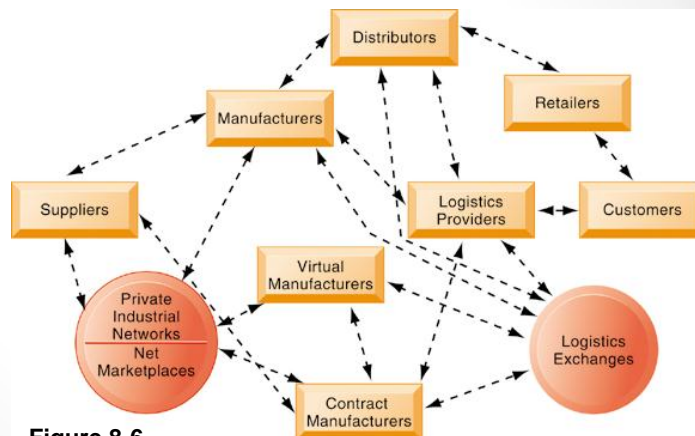 Distributors
Retailers
Manufacturers
Suppliers
Logistics
Providers
Customers
Virtual
Manufacturers
Private
Industrial
Networks
Net
Marketplaces
Logistics
Exchanges
Contract
Manufacturers
Figure 8-6